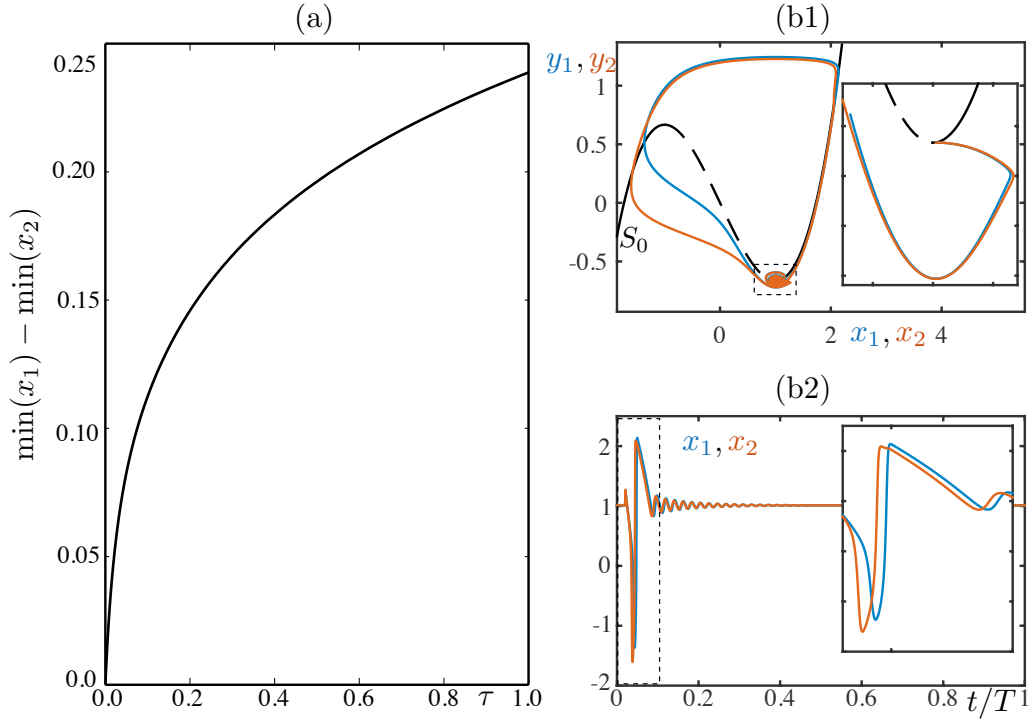 (a)
0.25
0.20
0.15
0.10
0.05
0.0
min(x₁) − min(x₂)
0.0 0.2 0.4 0.6 0.8 τ 1.0
(b1)
y₁, y₂
1
0.5
0
-0.5
S₀
0 2 x₁, x₂ 4
(b2)
x₁, x₂
2
1
0
-1
-2
0 0.2 0.4 0.6 0.8 t/T 1